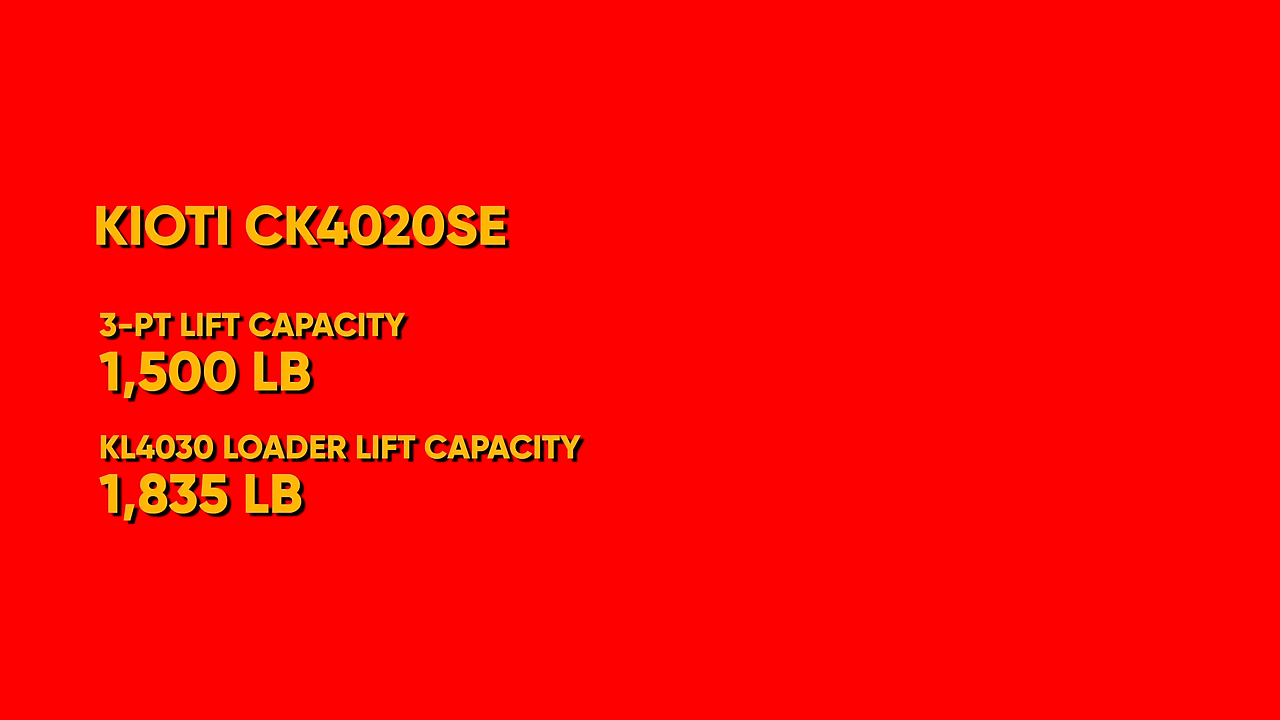 KIOTI CK4020SE
3-PT LIFT CAPACITY
1,500 LB
KL4030 LOADER LIFT CAPACITY
1,835 LB